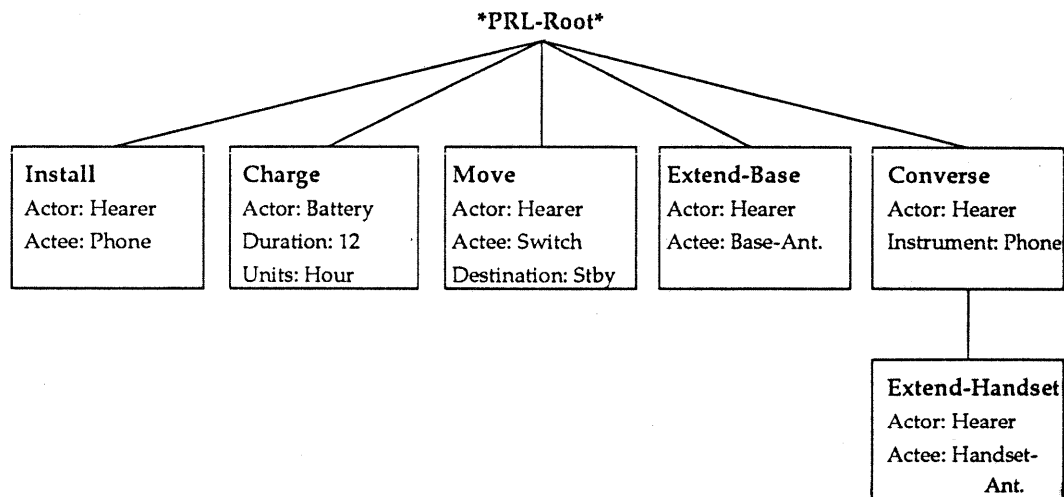 *PRL-Root*
Install
Actor: Hearer
Actee: Phone
Charge
Actor: Battery
Duration: 12
Units: Hour
Move
Actor: Hearer
Actee: Switch
Destination: Stby
Extend-Base
Actor: Hearer
Actee: Base-Ant.
Converse
Actor: Hearer
Instrument: Phone
Extend-Handset
Actor: Hearer
Actee: Handset-
Ant.